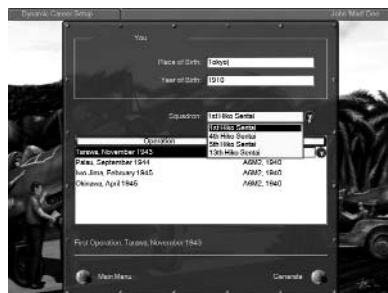 Dynamic Career Setup
John 'Mad' Doe
You
Place of Birth: Tokyo
Year of Birth: 1910
Squadron: 1st Hiko Sentai
1st Hiko Sentai
4th Hiko Sentai
5th Hiko Sentai
13th Hiko Sentai
Operation
Tarawa, November 1943
Palau, September 1944 A6M2, 1940
Iwo Jima, February 1945 A6M2, 1940
Okinawa, April 1945 A6M2, 1940
First Operation: Tarawa, November 1943
Main Menu
Generate